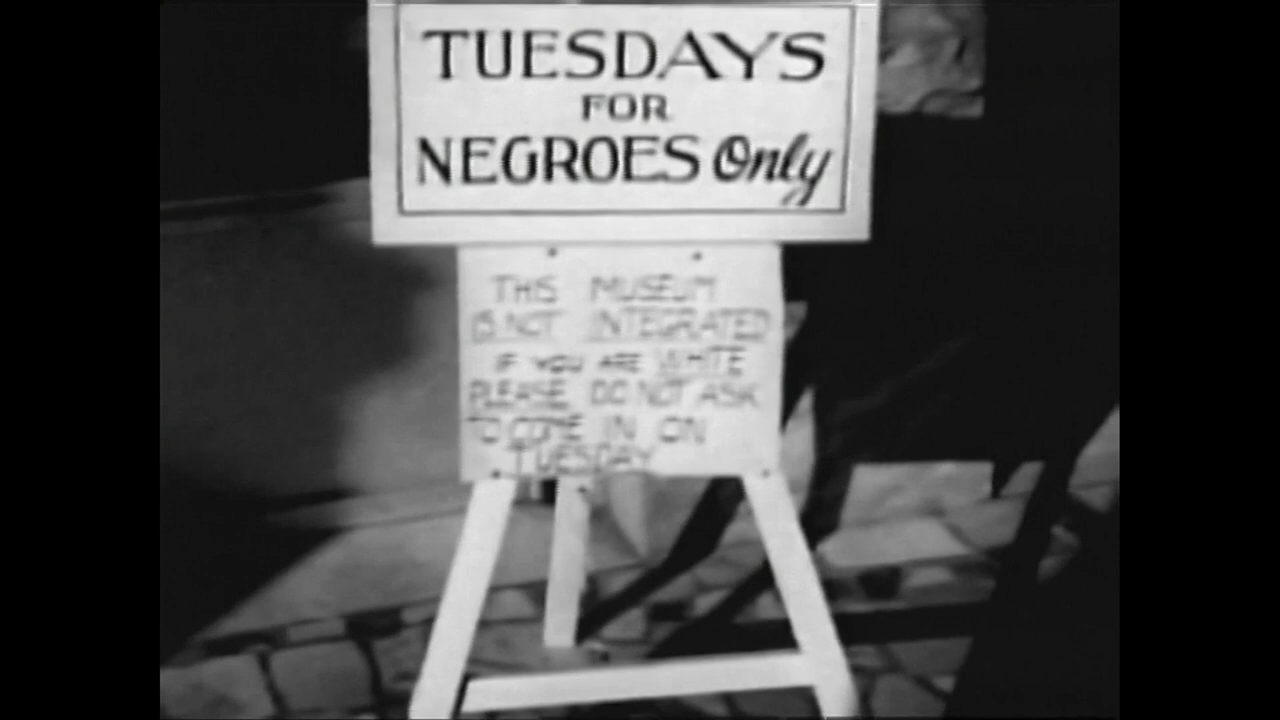 TUESDAYS
FOR
NEGROES Only
THIS MUSEUM
IS NOT INTEGRATED
IF YOU ARE WHITE
PLEASE DO NOT ASK
TO COME IN ON
TUESDAY